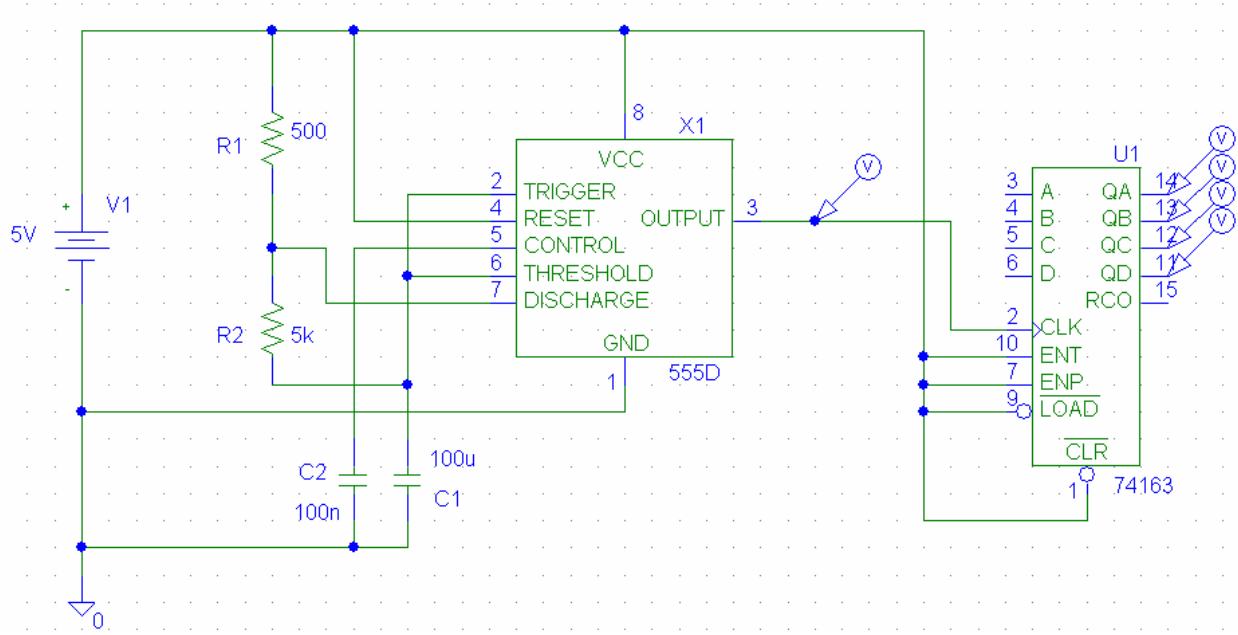 V1
+
5V
-
0
R1
500
R2
5k
C2
100n
100u
C1
8
X1
VCC
2 TRIGGER
4 RESET
5 CONTROL
6 THRESHOLD
7 DISCHARGE
OUTPUT 3
GND
1
555D
V
V
V
V
V
U1
3 A QA 14
4 B QB 13
5 C QC 12
6 D QD 11
RCO 15
2 CLK
10 ENT
7 ENP
9 LOAD
CLR
1
74163